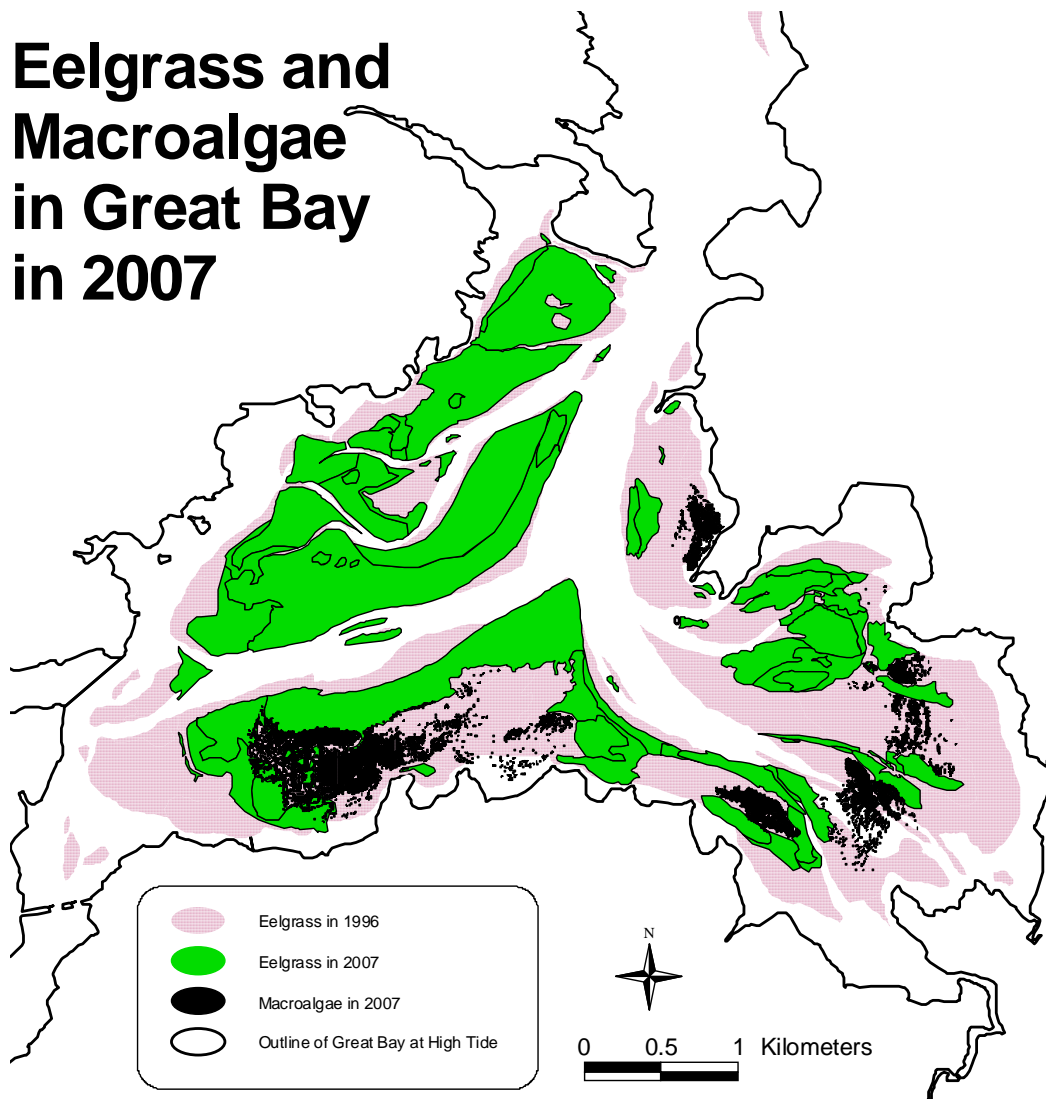 Eelgrass and
Macroalgae
in Great Bay
in 2007
Eelgrass in 1996
Eelgrass in 2007
Macroalgae in 2007
Outline of Great Bay at High Tide
N
0 0.5 1 Kilometers